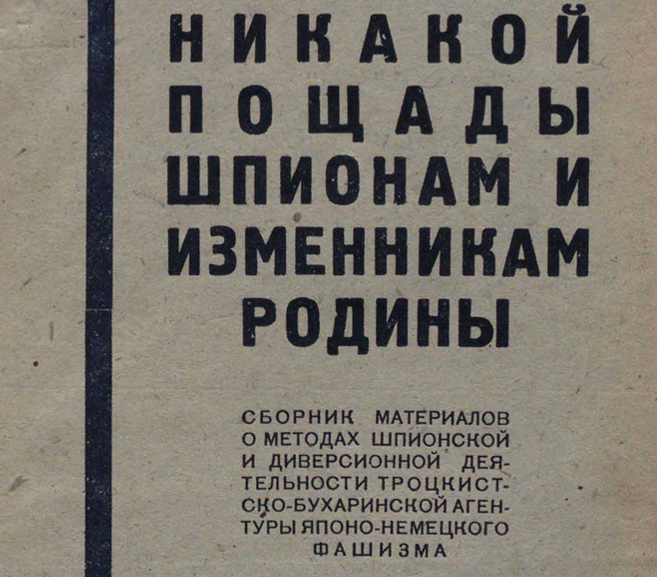 НИКАКОЙ
ПОЩАДЫ
ШПИОНАМ И
ИЗМЕННИКАМ
РОДИНЫ
СБОРНИК МАТЕРИАЛОВ
О МЕТОДАХ ШПИОНСКОЙ
И ДИВЕРСИОННОЙ ДЕЯ-
ТЕЛЬНОСТИ ТРОЦКИСТ-
СКО-БУХАРИНСКОЙ АГЕН-
ТУРЫ ЯПОНО-НЕМЕЦКОГО
ФАШИЗМА